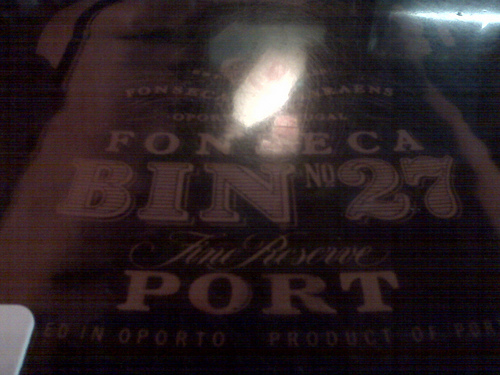 FONSECA
BIN Nº 27
Fine Reserve
PORT
ED IN OPORTO PRODUCT OF POR